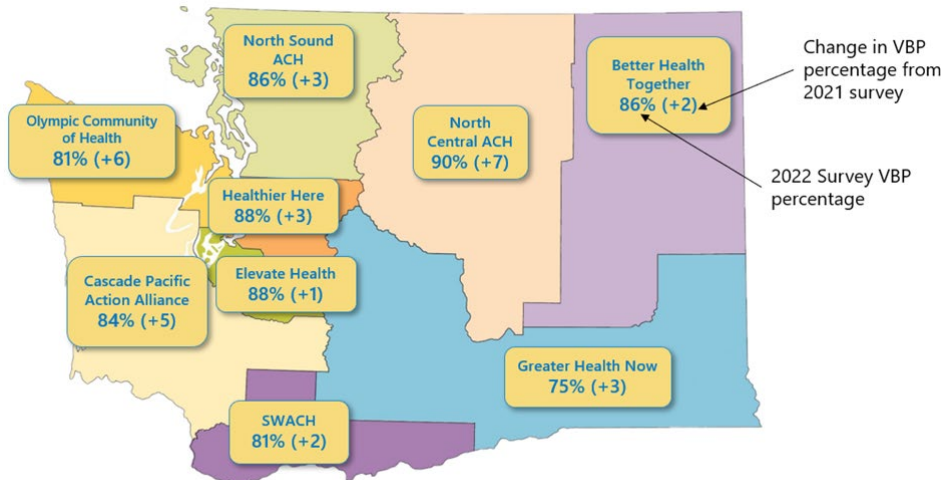 North Sound
ACH
86% (+3)
Better Health
Together
86% (+2)
Change in VBP
percentage from
2021 survey
Olympic Community
of Health
81% (+6)
North
Central ACH
90% (+7)
2022 Survey VBP
percentage
Healthier Here
88% (+3)
Elevate Health
88% (+1)
Cascade Pacific
Action Alliance
84% (+5)
Greater Health Now
75% (+3)
SWACH
81% (+2)